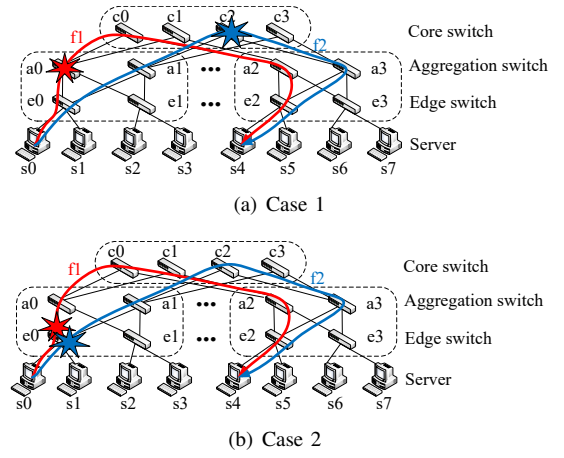 c0 c1 c2 c3 Core switch
f1 f2
a0 a1 ••• a2 a3 Aggregation switch
e0 e1 ••• e2 e3 Edge switch
Server
s0 s1 s2 s3 s4 s5 s6 s7
(a) Case 1
c0 c1 c2 c3 Core switch
f1 f2
a0 a1 ••• a2 a3 Aggregation switch
e0 e1 ••• e2 e3 Edge switch
Server
s0 s1 s2 s3 s4 s5 s6 s7
(b) Case 2